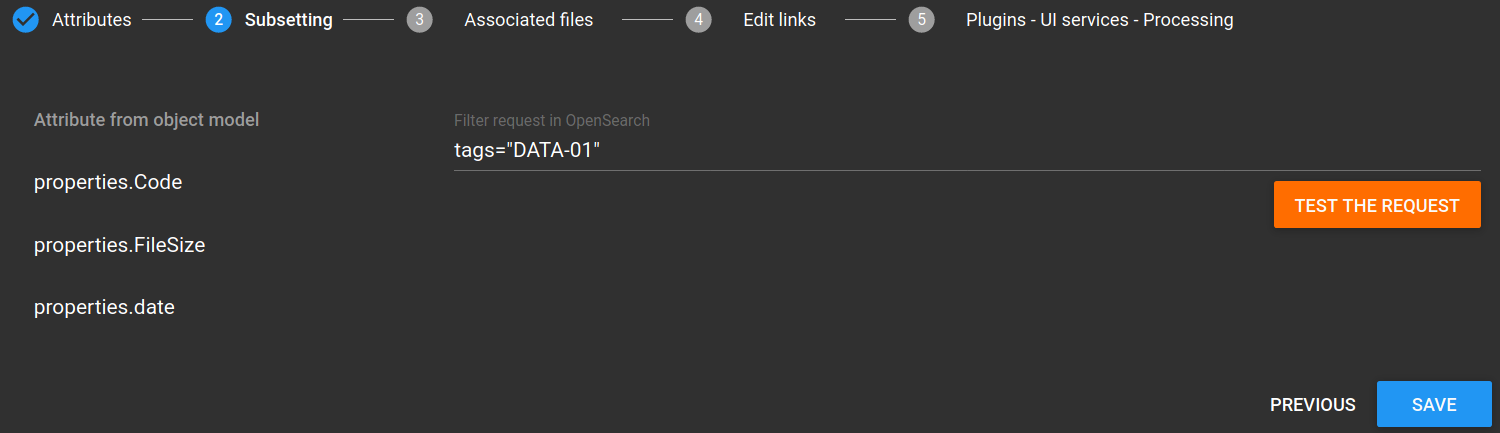 Attributes 2 Subsetting 3 Associated files 4 Edit links 5 Plugins - UI services - Processing
Attribute from object model
properties.Code
properties.FileSize
properties.date
Filter request in OpenSearch
tags="DATA-01"
TEST THE REQUEST
PREVIOUS SAVE